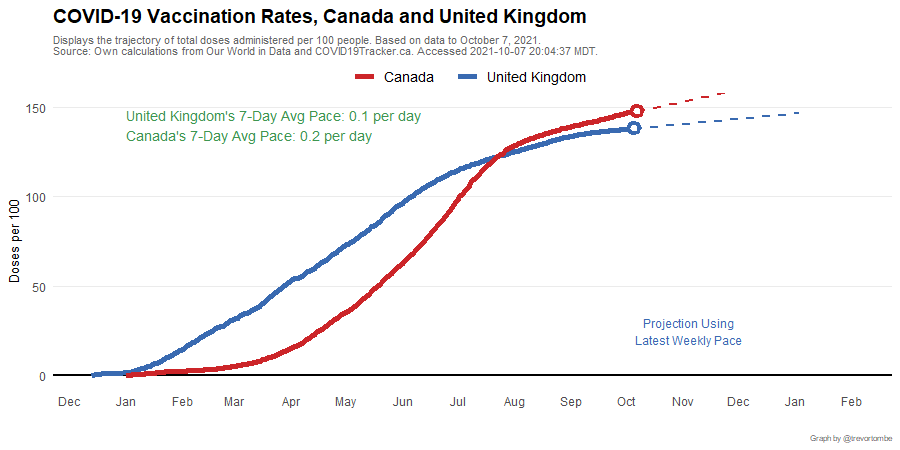 COVID-19 Vaccination Rates, Canada and United Kingdom
Displays the trajectory of total doses administered per 100 people. Based on data to October 7, 2021.
Source: Own calculations from Our World in Data and COVID19Tracker.ca. Accessed 2021-10-07 20:04:37 MDT.
Canada United Kingdom
United Kingdom's 7-Day Avg Pace: 0.1 per day
Canada's 7-Day Avg Pace: 0.2 per day
150
100
50
0
Doses per 100
Projection Using
Latest Weekly Pace
Dec Jan Feb Mar Apr May Jun Jul Aug Sep Oct Nov Dec Jan Feb
Graph by @trevortombe